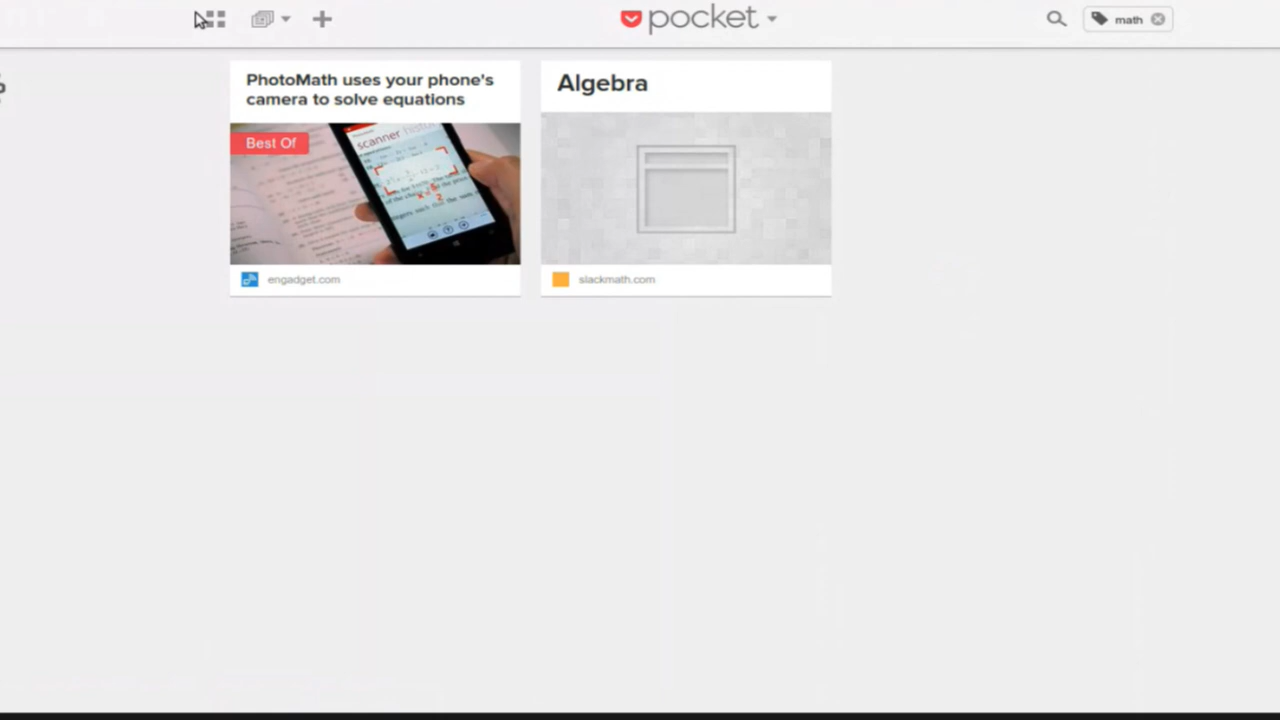 pocket
math
PhotoMath uses your phone's
camera to solve equations
Algebra
scanner
Best Of
engadget.com
slackmath.com